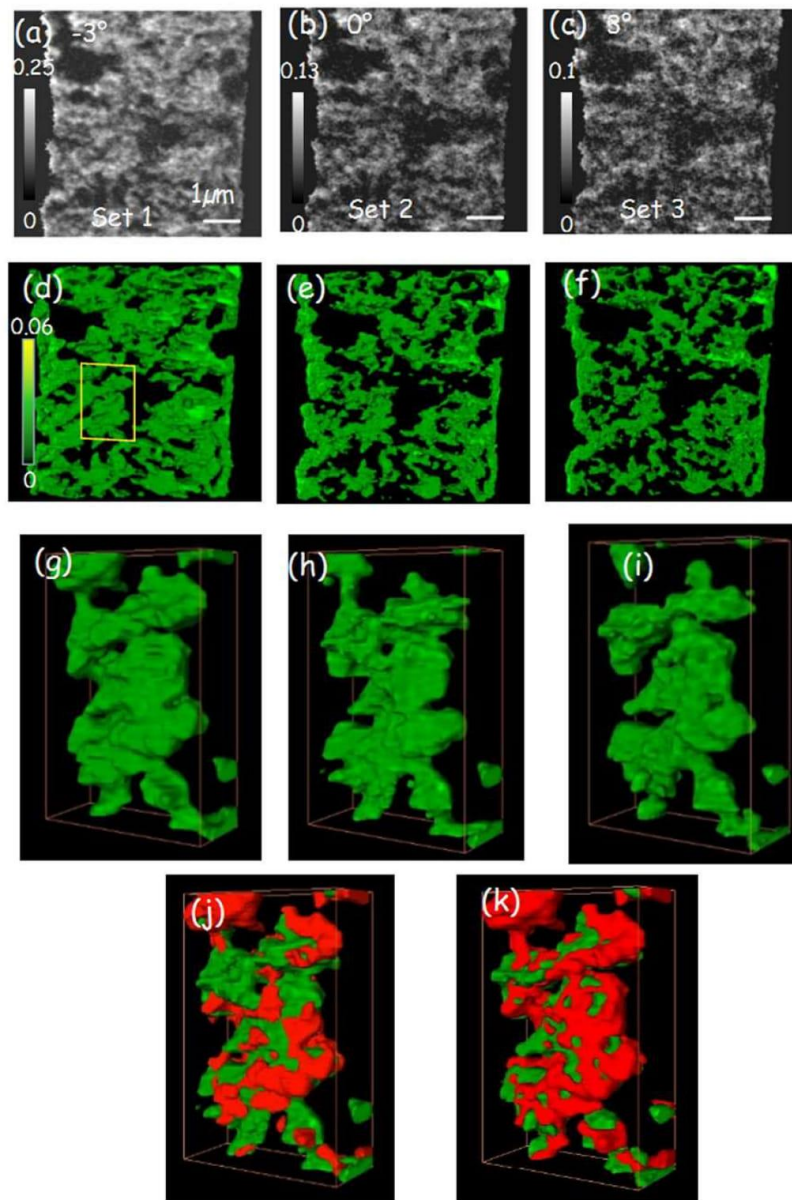 (a) -3°
0.25
0
Set 1
1µm
(b) 0°
0.13
0
Set 2
(c) 8°
0.1
0
Set 3
(d)
0.06
0
(e)
(f)
(g)
(h)
(i)
(j)
(k)